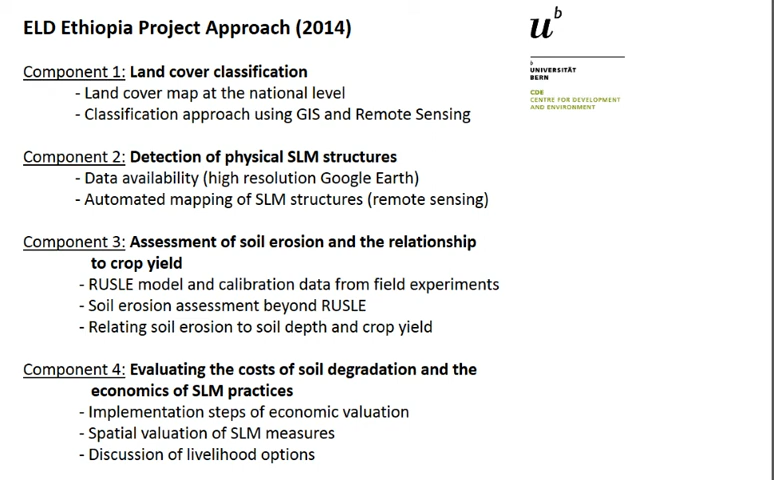 ELD Ethiopia Project Approach (2014)
u^b
b
UNIVERSITÄT
BERN
CDE
CENTRE FOR DEVELOPMENT
AND ENVIRONMENT
Component 1: Land cover classification
- Land cover map at the national level
- Classification approach using GIS and Remote Sensing
Component 2: Detection of physical SLM structures
- Data availability (high resolution Google Earth)
- Automated mapping of SLM structures (remote sensing)
Component 3: Assessment of soil erosion and the relationship
to crop yield
- RUSLE model and calibration data from field experiments
- Soil erosion assessment beyond RUSLE
- Relating soil erosion to soil depth and crop yield
Component 4: Evaluating the costs of soil degradation and the
economics of SLM practices
- Implementation steps of economic valuation
- Spatial valuation of SLM measures
- Discussion of livelihood options